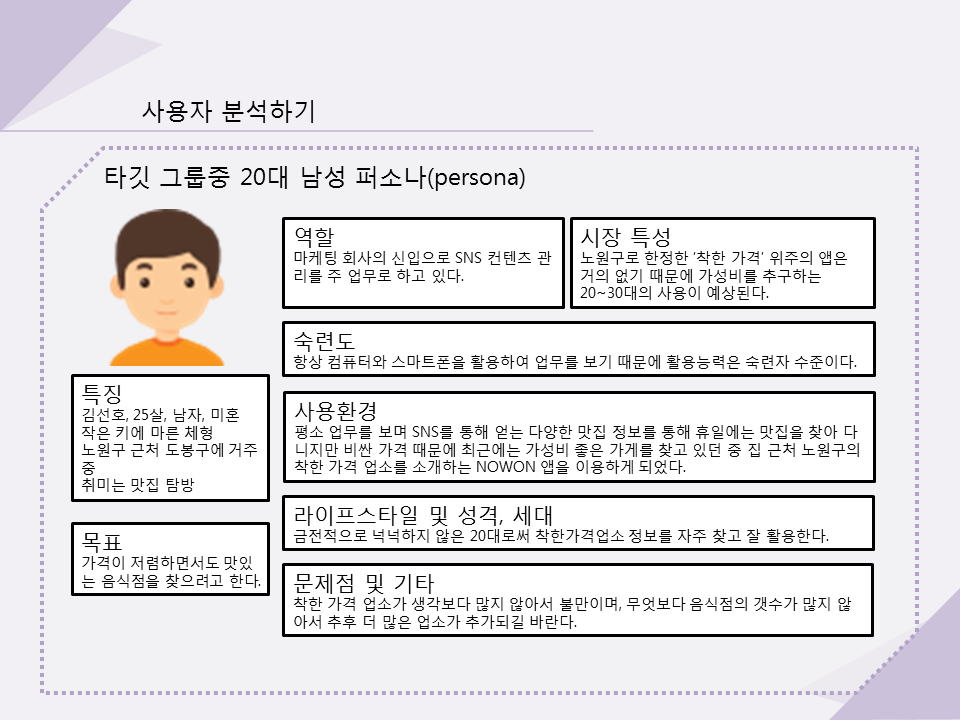 사용자 분석하기
타깃 그룹중 20대 남성 퍼소나(persona)
역할
마케팅 회사의 신입으로 SNS 컨텐츠 관
리를 주 업무로 하고 있다.
시장 특성
노원구로 한정한 '착한 가격' 위주의 앱은
거의 없기 때문에 가성비를 추구하는
20~30대의 사용이 예상된다.
숙련도
항상 컴퓨터와 스마트폰을 활용하여 업무를 보기 때문에 활용능력은 숙련자 수준이다.
특징
김선호, 25살, 남자, 미혼
작은 키에 마른 체형
노원구 근처 도봉구에 거주
중
취미는 맛집 탐방
사용환경
평소 업무를 보며 SNS를 통해 얻는 다양한 맛집 정보를 통해 휴일에는 맛집을 찾아 다
니지만 비싼 가격 때문에 최근에는 가성비 좋은 가게를 찾고 있던 중 집 근처 노원구의
착한 가격 업소를 소개하는 NOWON 앱을 이용하게 되었다.
라이프스타일 및 성격, 세대
금전적으로 넉넉하지 않은 20대로써 착한가격업소 정보를 자주 찾고 잘 활용한다.
목표
가격이 저렴하면서도 맛있
는 음식점을 찾으려고 한다.
문제점 및 기타
착한 가격 업소가 생각보다 많지 않아서 불만이며, 무엇보다 음식점의 갯수가 많지 않
아서 추후 더 많은 업소가 추가되길 바란다.